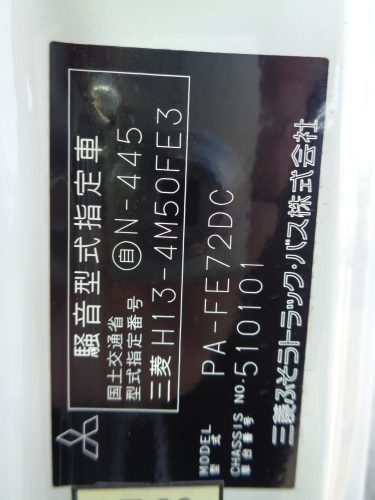 騒音型式指定車
国土交通省
型式指定番号 自N-445
三菱 H13-4M50FE3
MODEL
型式 PA-FE72DC
CHASSIS NO.
車台番号 510101
三菱ふそうトラック・バス株式会社